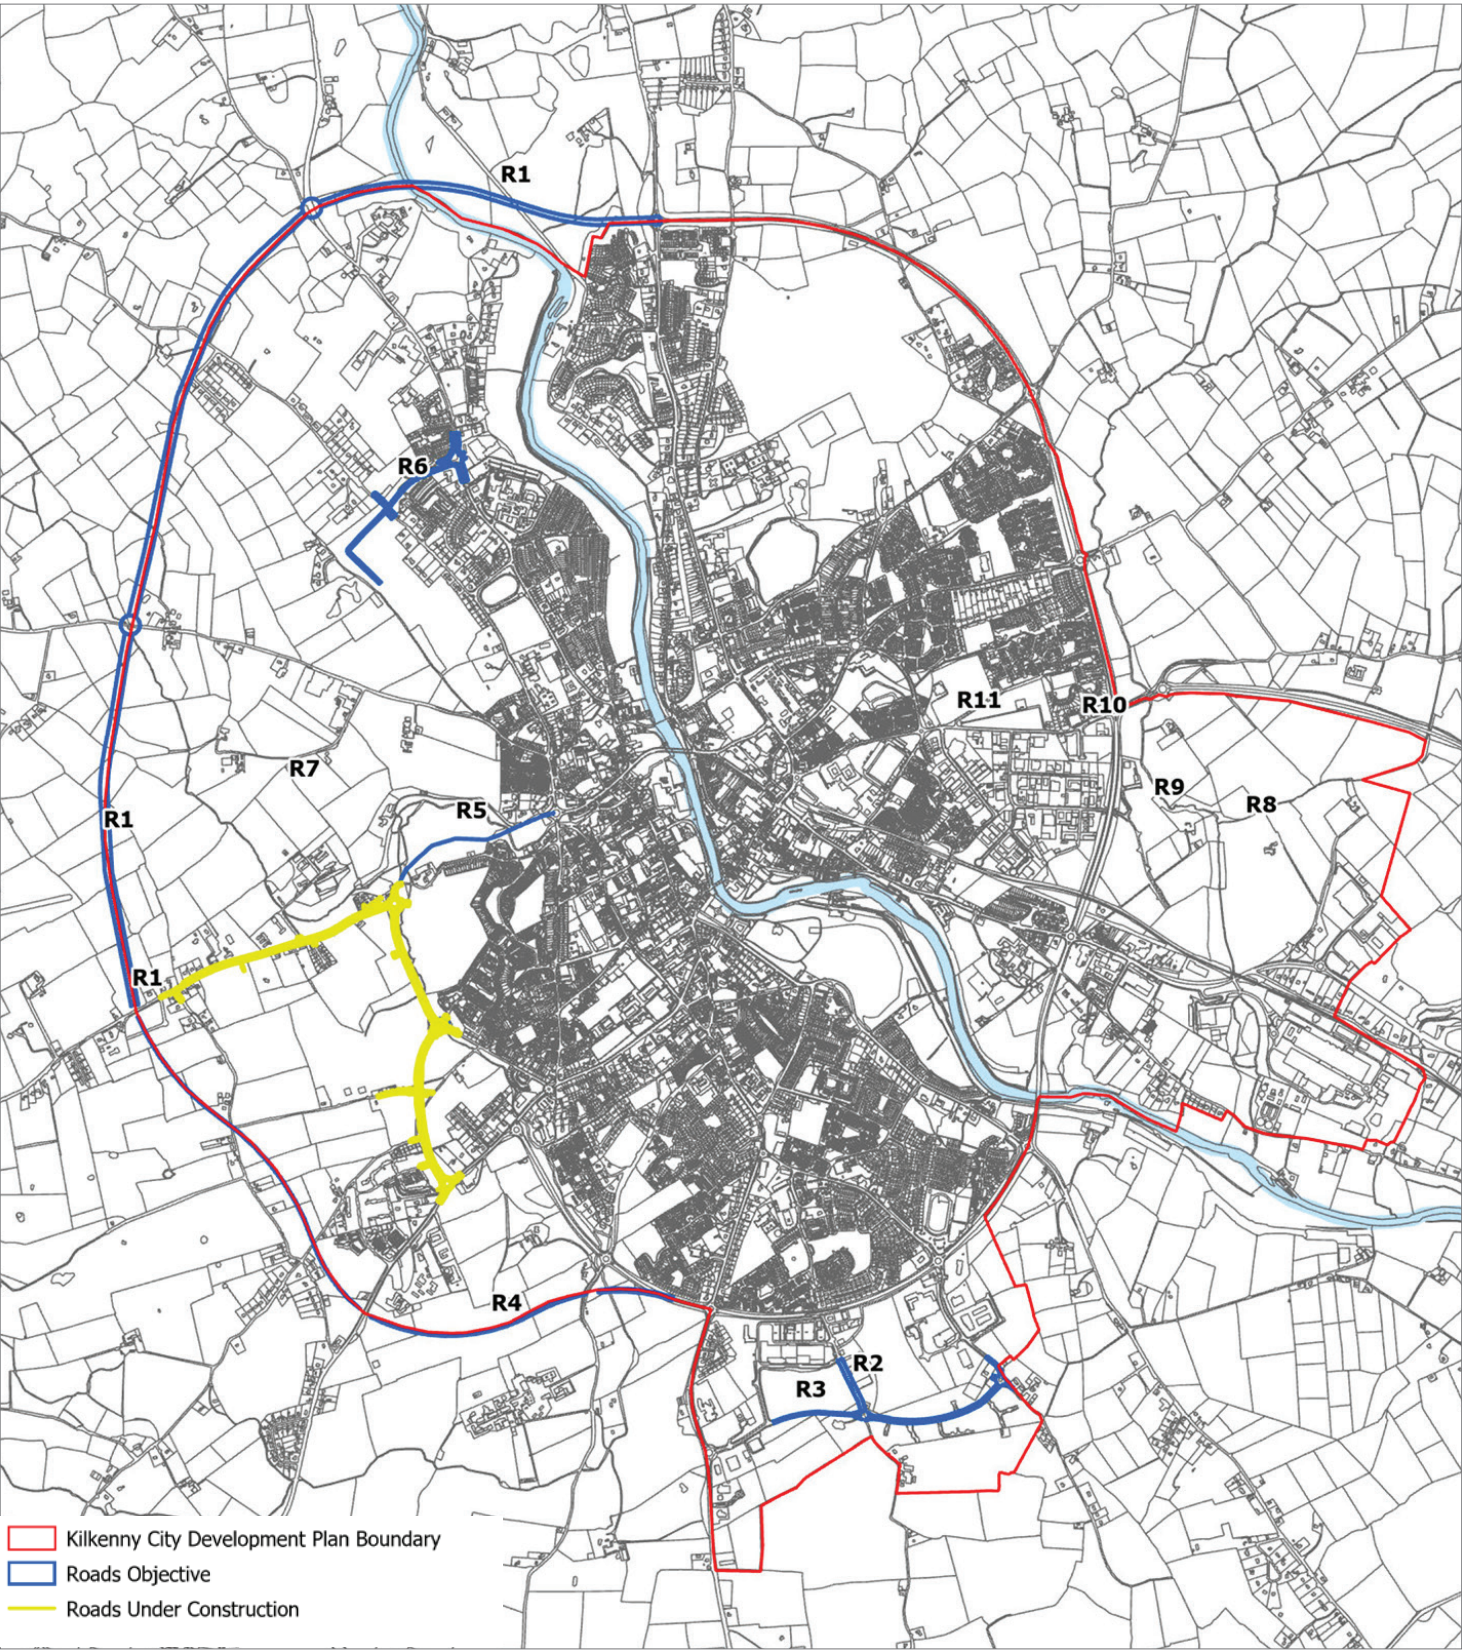 R1
R6
R11
R10
R7
R9
R8
R5
R1
R1
R4
R2
R3
Kilkenny City Development Plan Boundary
Roads Objective
Roads Under Construction